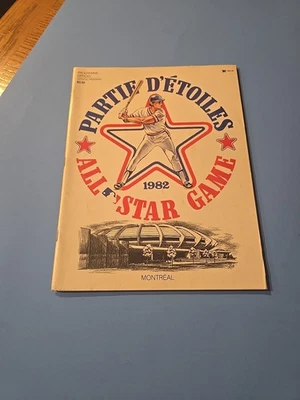 PARTIE D'ÉTOILES
1982
ALL ★ STAR GAME
MONTRÉAL